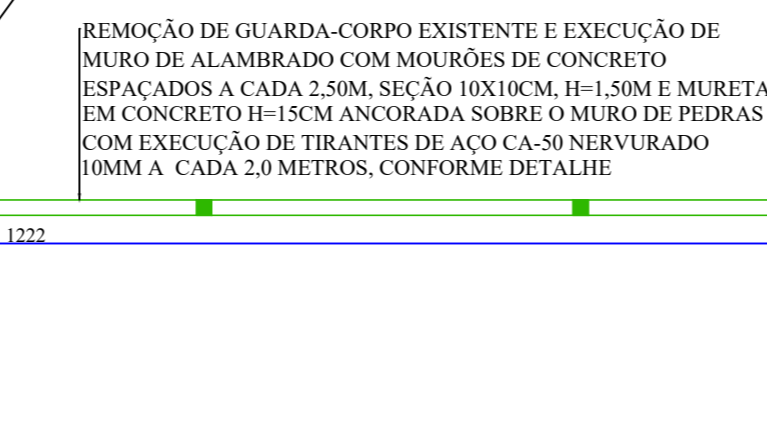 REMOÇÃO DE GUARDA-CORPO EXISTENTE E EXECUÇÃO DE
MURO DE ALAMBRADO COM MOURÕES DE CONCRETO
ESPAÇADOS A CADA 2,50M, SEÇÃO 10X10CM, H=1,50M E MURETA
EM CONCRETO H=15CM ANCORADA SOBRE O MURO DE PEDRAS
COM EXECUÇÃO DE TIRANTES DE AÇO CA-50 NERVURADO
10MM A  CADA 2,0 METROS, CONFORME DETALHE
1222